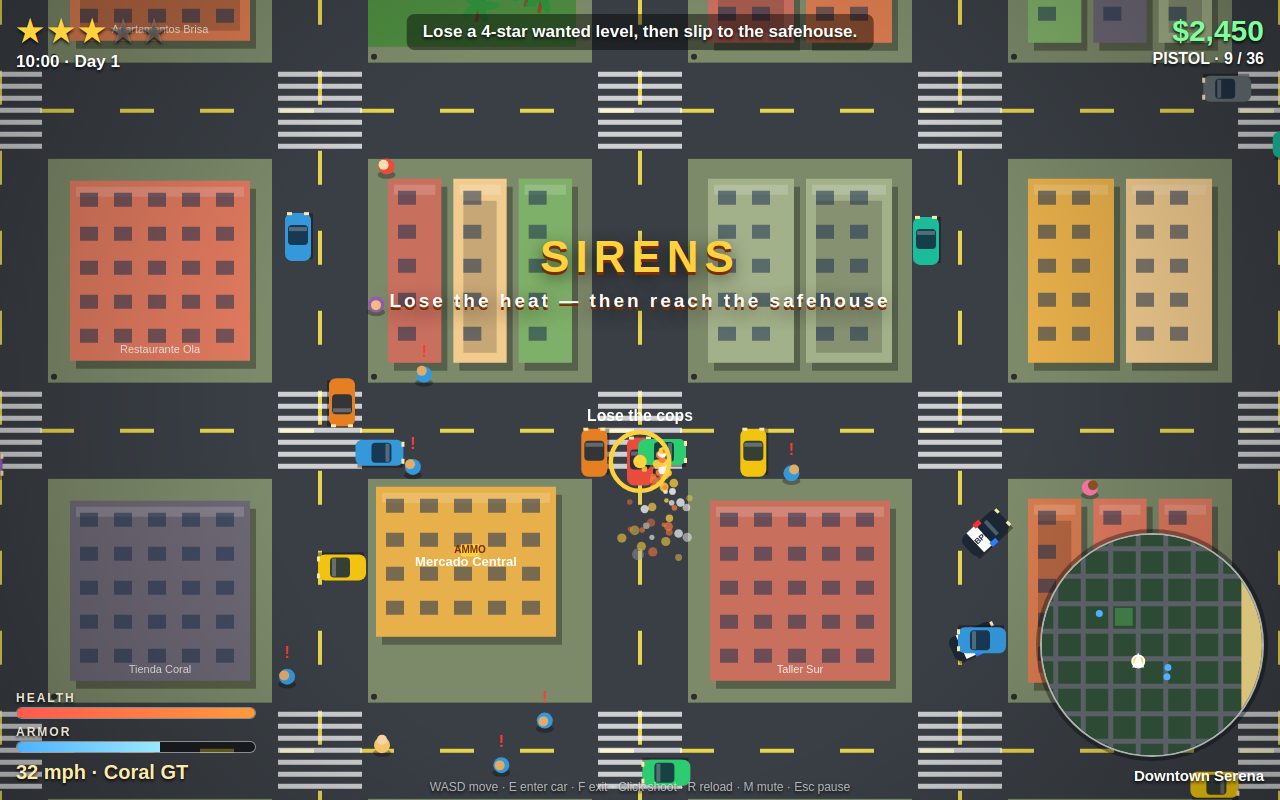 Apartamentos Brisa
10:00 · Day 1
Lose a 4-star wanted level, then slip to the safehouse.
$2,450
PISTOL · 9 / 36
SIRENS
Lose the heat — then reach the safehouse
Restaurante Ola
!
Lose the cops
!
!
AMMO
Mercado Central
!
Tienda Coral
Taller Sur
!
!
HEALTH
ARMOR
32 mph · Coral GT
WASD move · E enter car · F exit · Click shoot · R reload · M mute · Esc pause
Downtown Serena